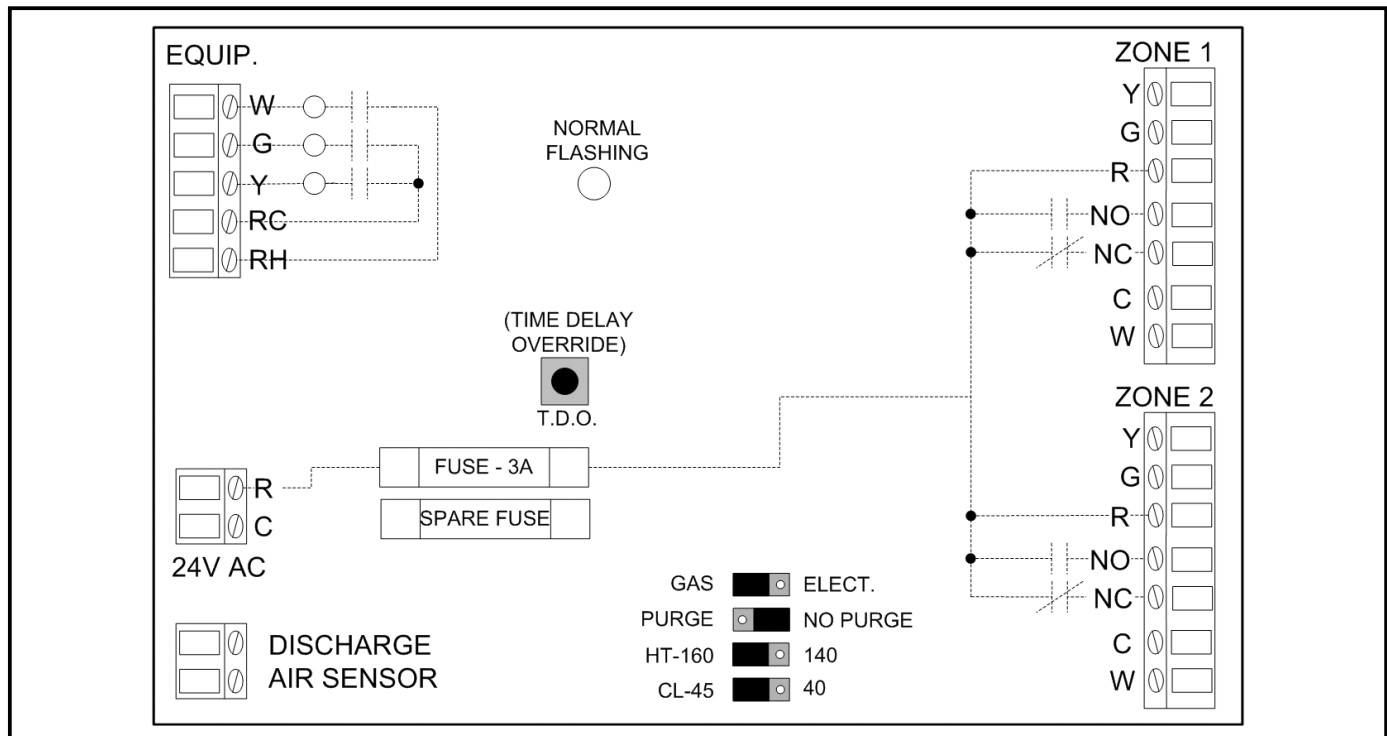 EQUIP.
W
G
Y
RC
RH
NORMAL
FLASHING
(TIME DELAY
OVERRIDE)
T.D.O.
ZONE 1
Y
G
R
NO
NC
C
W
ZONE 2
Y
G
R
NO
NC
C
W
R
C
24V AC
FUSE - 3A
SPARE FUSE
DISCHARGE
AIR SENSOR
GAS ELECT.
PURGE NO PURGE
HT-160 140
CL-45 40